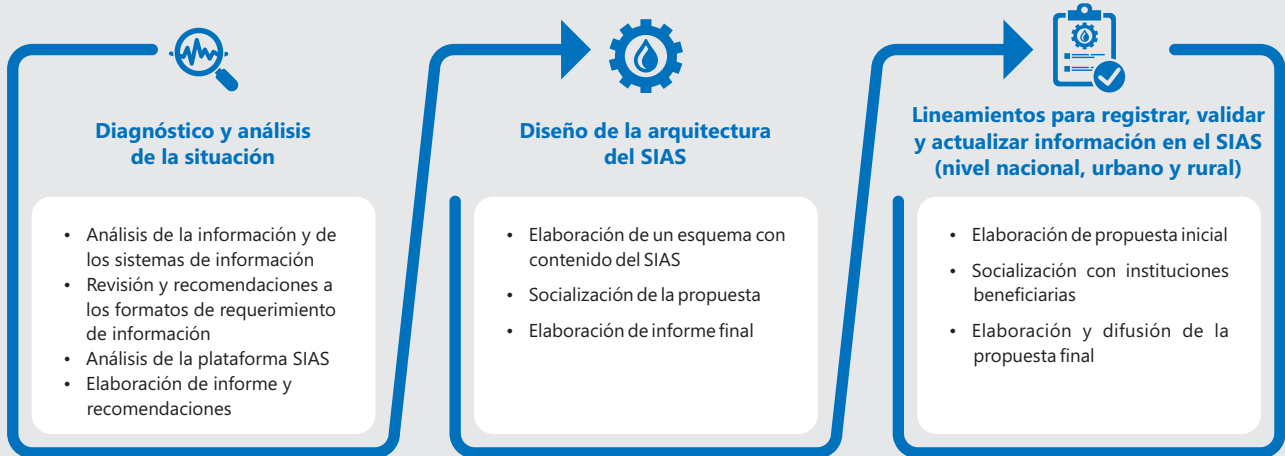 Diagnóstico y análisis
de la situación
• Análisis de la información y de
los sistemas de información
• Revisión y recomendaciones a
los formatos de requerimiento
de información
• Análisis de la plataforma SIAS
• Elaboración de informe y
recomendaciones
Diseño de la arquitectura
del SIAS
• Elaboración de un esquema con
contenido del SIAS
• Socialización de la propuesta
• Elaboración de informe final
Lineamientos para registrar, validar
y actualizar información en el SIAS
(nivel nacional, urbano y rural)
• Elaboración de propuesta inicial
• Socialización con instituciones
beneficiarias
• Elaboración y difusión de la
propuesta final